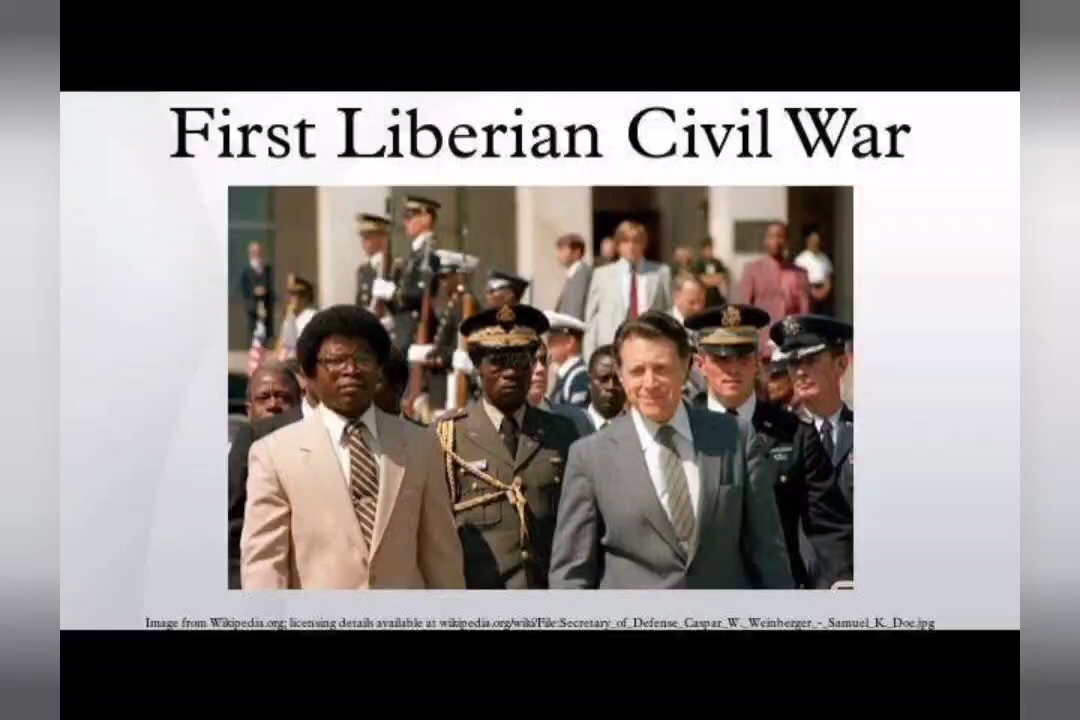 First Liberian Civil War
Image from Wikipedia.org; licensing details available at wikipedia.org/wiki/File:Secretary_of_Defense_Caspar_W._Weinberger_-_Samuel_K._Doe.jpg